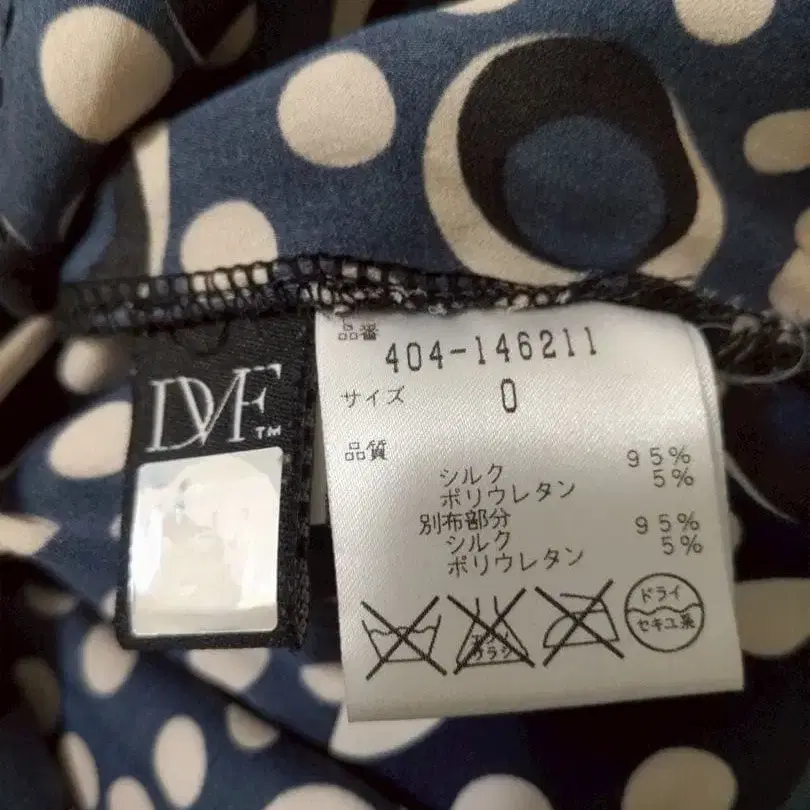 DVF™
品番
404-146211
サイズ 0
品質
シルク 95%
ポリウレタン 5%
別布部分
シルク 95%
ポリウレタン 5%
ドライ
セキユ系